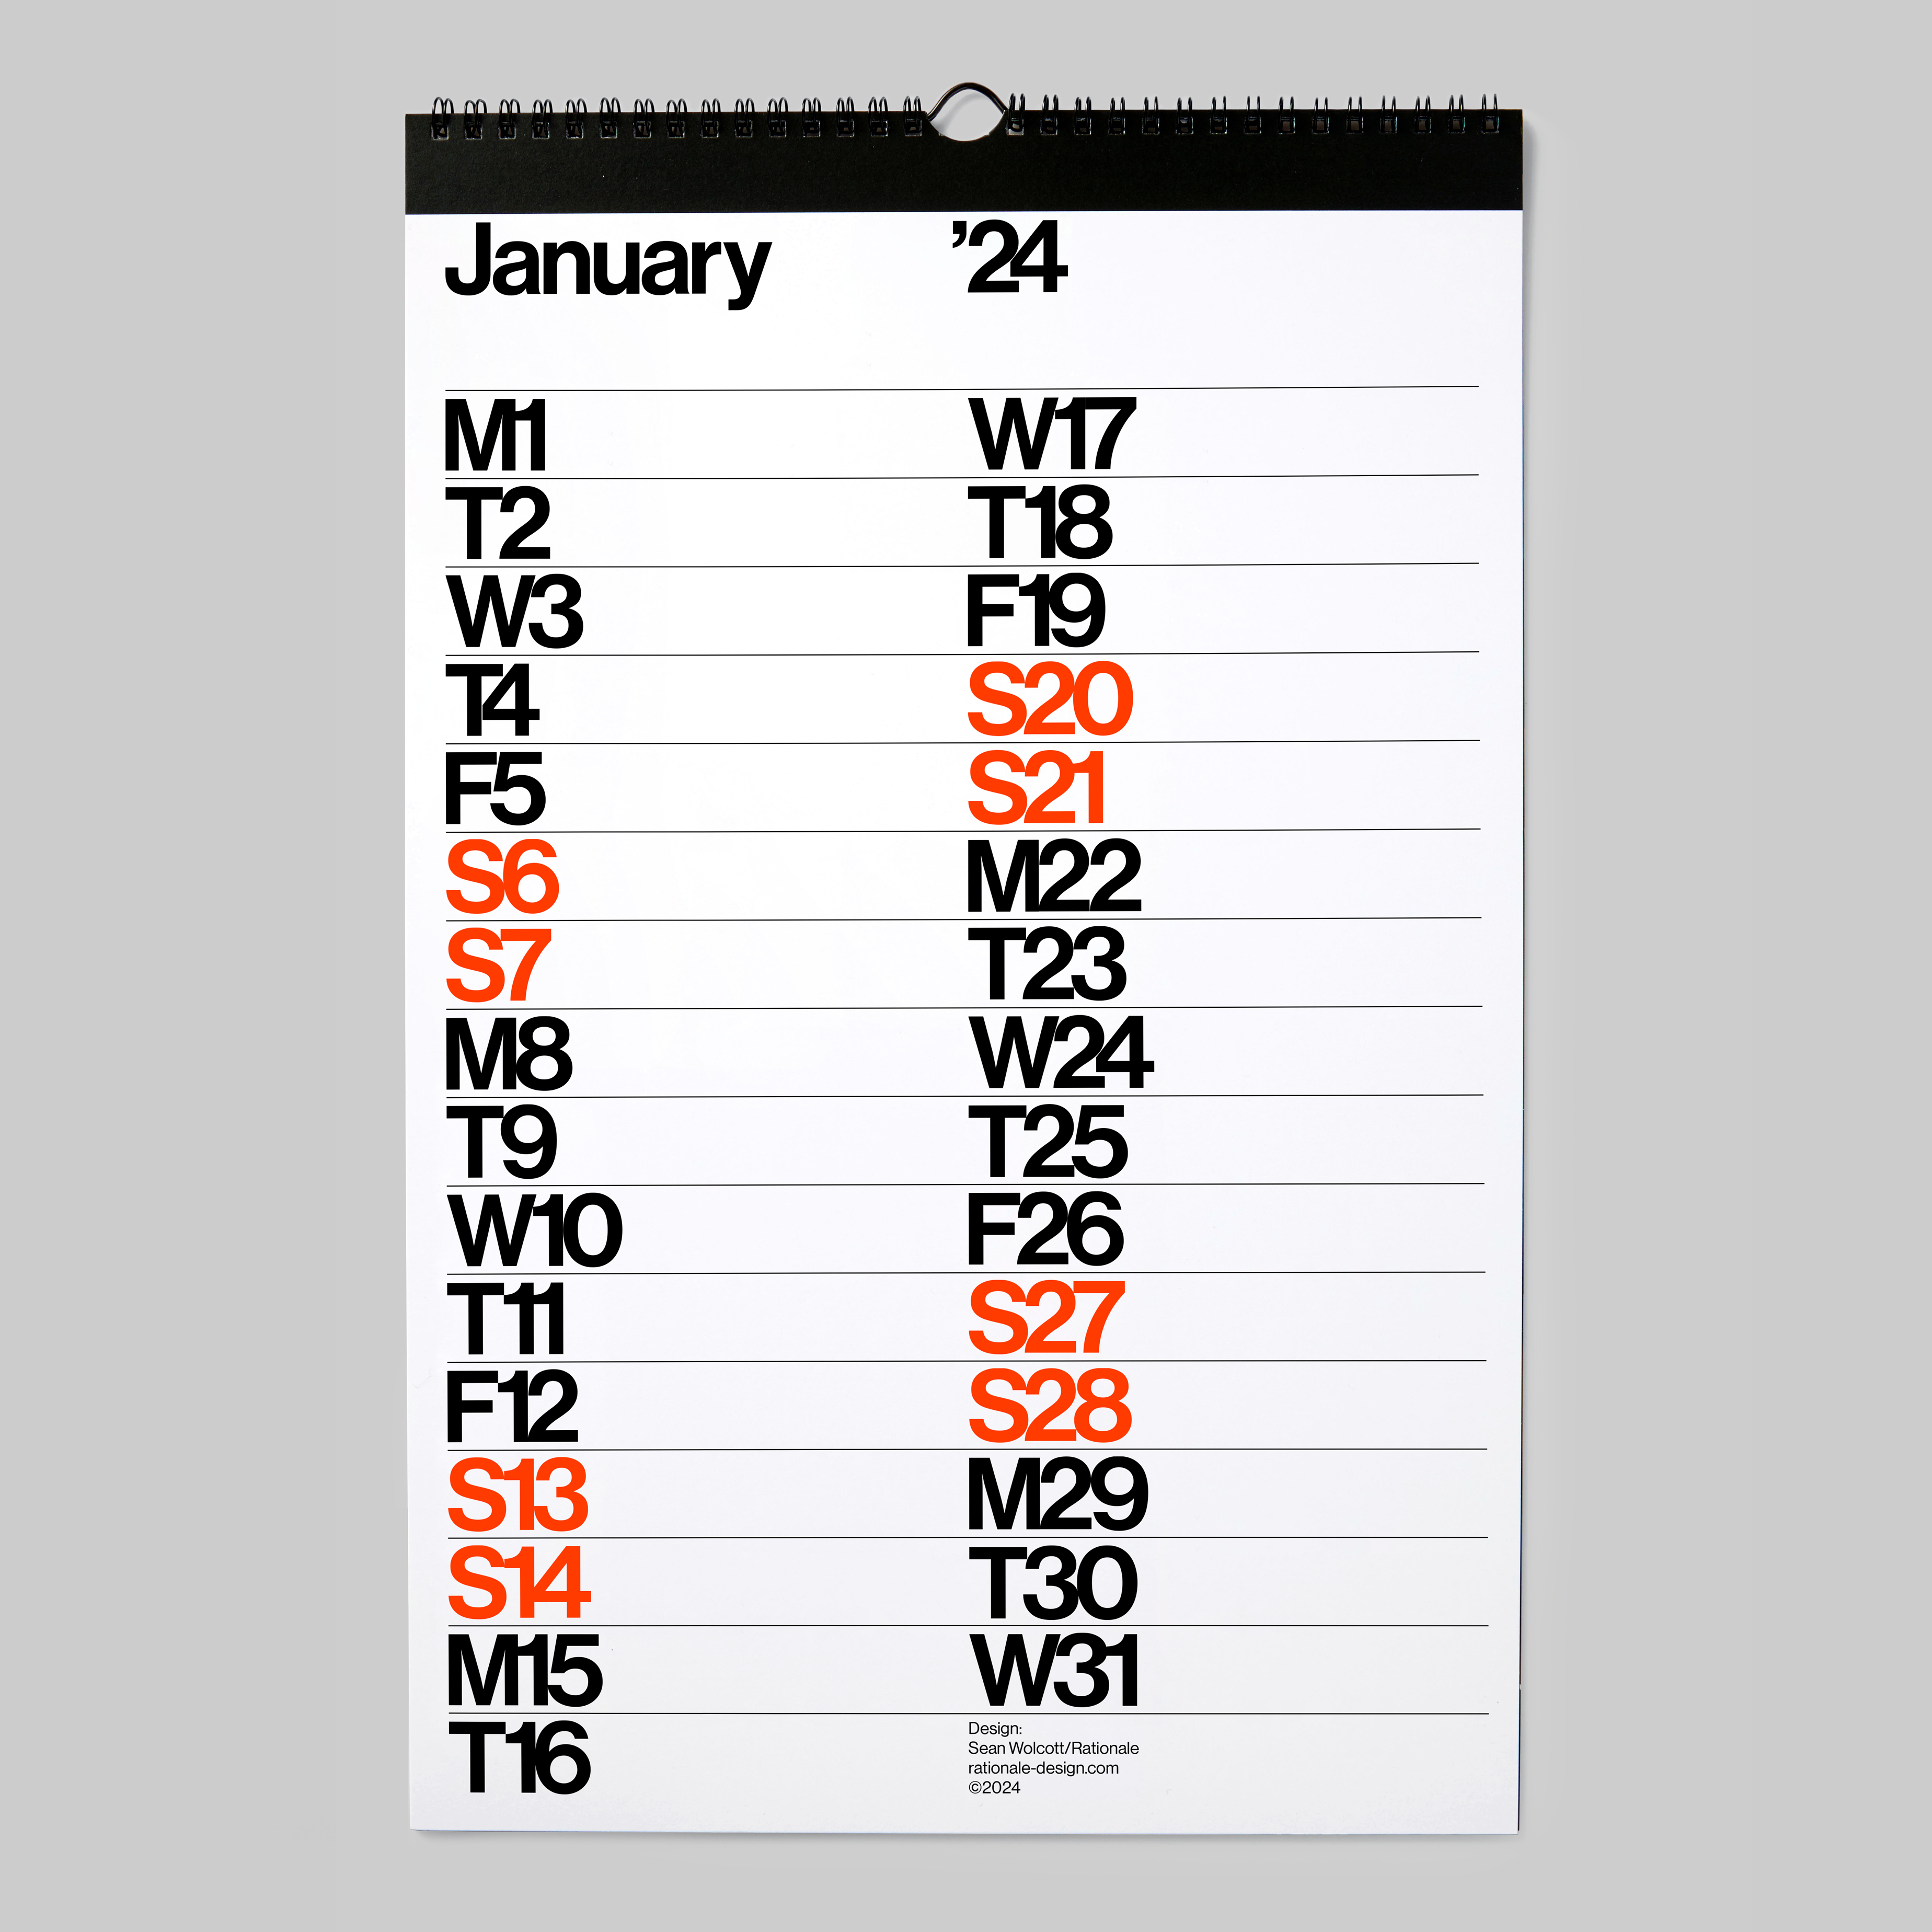 January ’24
M1
T2
W3
T4
F5
S6
S7
M8
T9
W10
T11
F12
S13
S14
M15
T16
W17
T18
F19
S20
S21
M22
T23
W24
T25
F26
S27
S28
M29
T30
W31
Design:
Sean Wolcott/Rationale
rationale-design.com
©2024